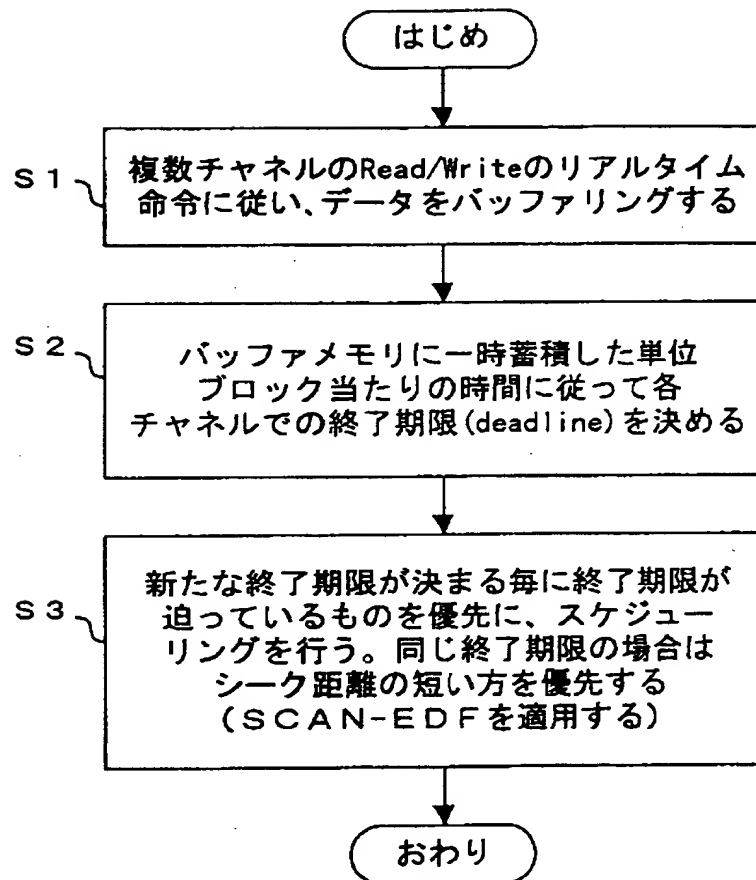 はじめ
S1
複数チャネルのRead/Writeのリアルタイム
命令に従い、データをバッファリングする
S2
バッファメモリに一時蓄積した単位
ブロック当たりの時間に従って各
チャネルでの終了期限(deadline)を決める
S3
新たな終了期限が決まる毎に終了期限が
迫っているものを優先に、スケジュー
リングを行う。同じ終了期限の場合は
シーク距離の短い方を優先する
(SCAN-EDFを適用する)
おわり